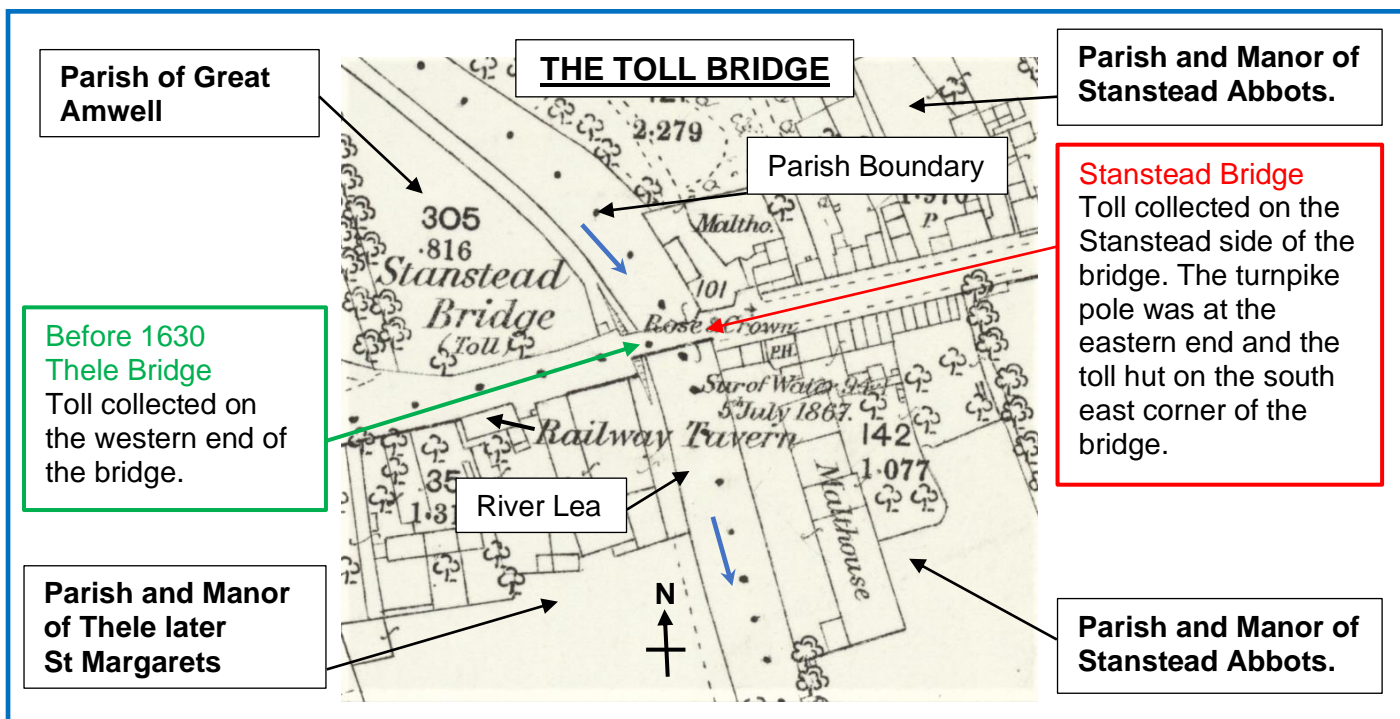 THE TOLL BRIDGE
Parish of Great
Amwell
Parish and Manor of
Stanstead Abbots.
2·279
Parish Boundary
305
·816
Stanstead
Bridge
(Toll)
Maltho.
P.
101
Rose & Crown
P.H.
Stanstead Bridge
Toll collected on the
Stanstead side of the
bridge. The turnpike
pole was at the
eastern end and the
toll hut on the south
east corner of the
bridge.
Before 1630
Thele Bridge
Toll collected on
the western end of
the bridge.
Sur of Water
5th July 1867.
Railway Tavern
142
1·077
35
River Lea
Malthouse
N
Parish and Manor
of Thele later
St Margarets
Parish and Manor of
Stanstead Abbots.